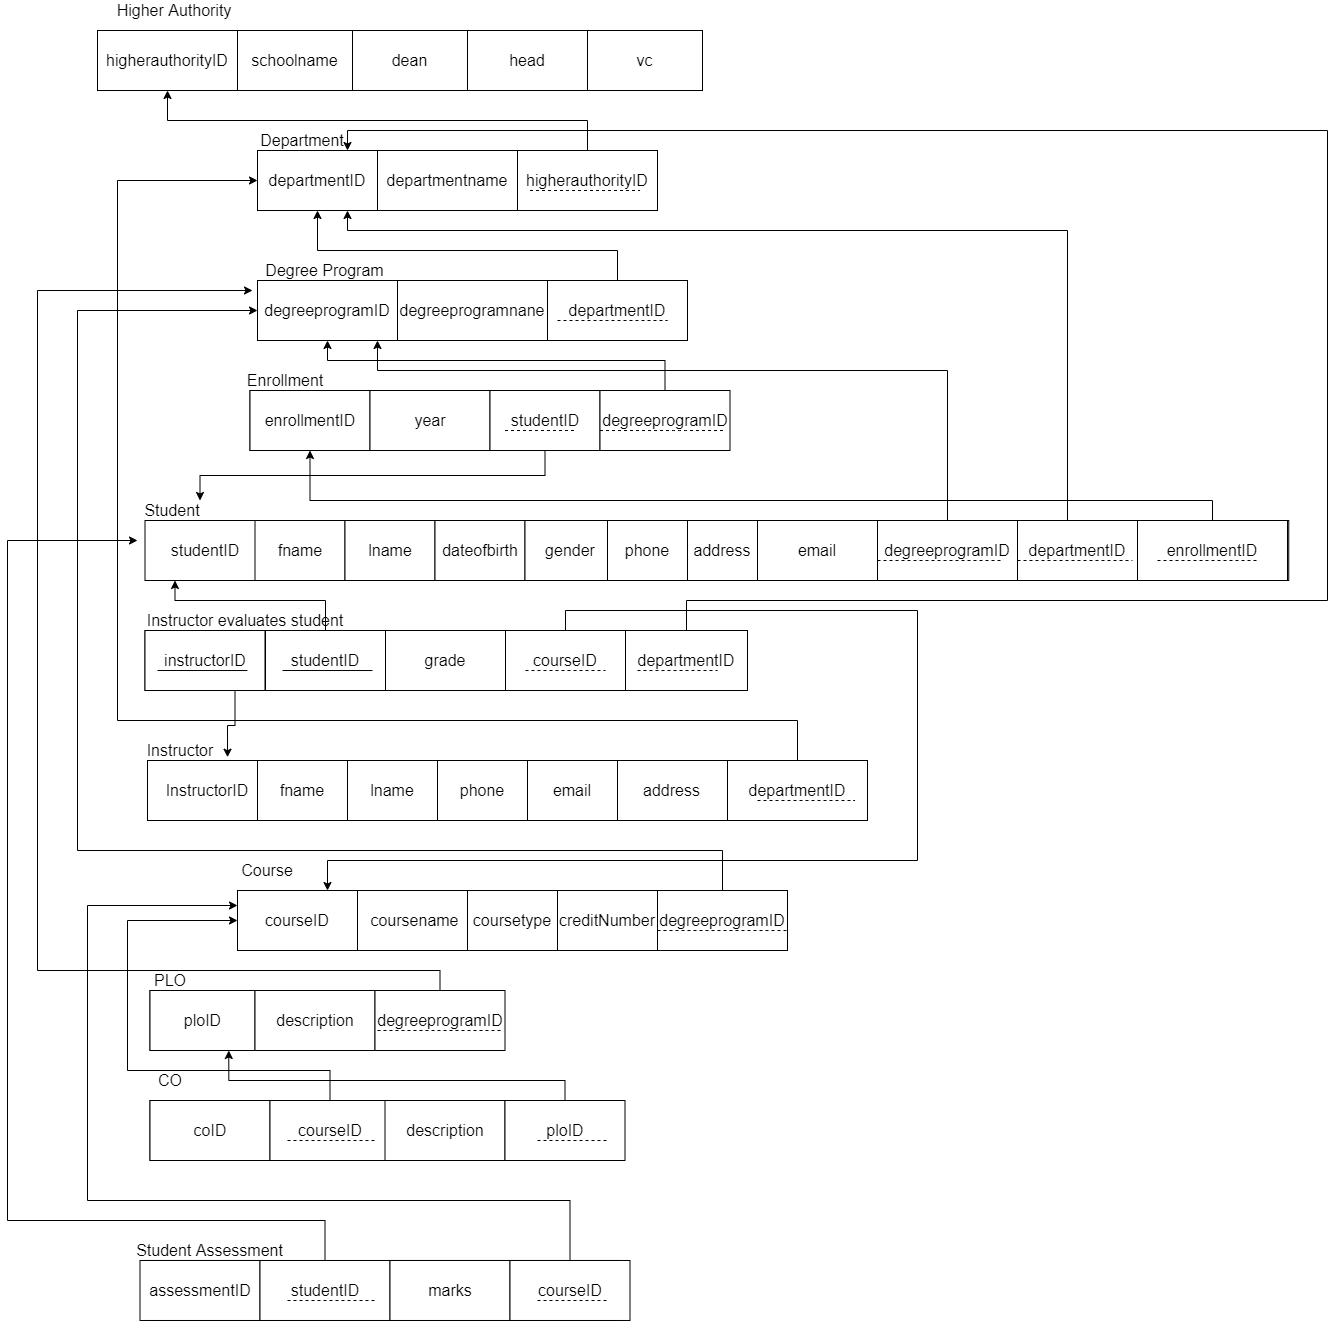 Higher Authority
higherauthorityID schoolname dean head vc
Department
departmentID departmentname higherauthorityID
Degree Program
degreeprogramID degreeprogramnane departmentID
Enrollment
enrollmentID year studentID degreeprogramID
Student
studentID fname lname dateofbirth gender phone address email degreeprogramID departmentID enrollmentID
Instructor evaluates student
instructorID studentID grade courseID departmentID
Instructor
InstructorID fname lname phone email address departmentID
Course
courseID coursename coursetype creditNumber degreeprogramID
PLO
ploID description degreeprogramID
CO
coID courseID description ploID
Student Assessment
assessmentID studentID marks courseID